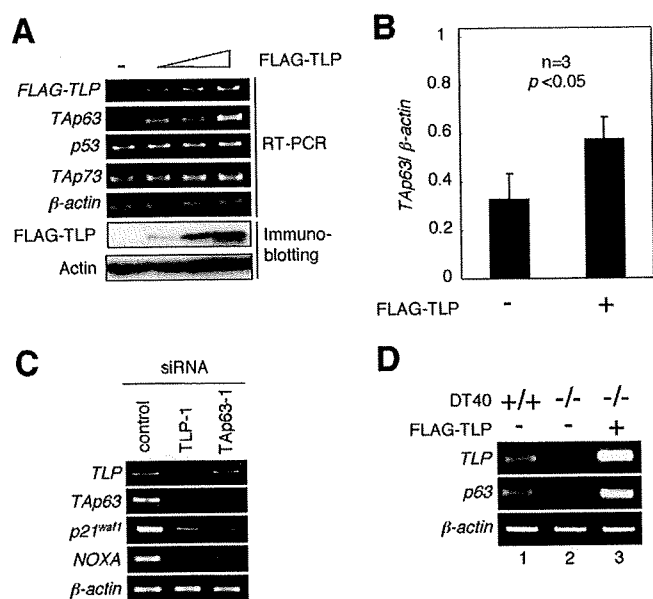 A
- FLAG-TLP
FLAG-TLP
TAp63
p53
TAp73
β-actin
RT-PCR
FLAG-TLP
Actin
Immuno-
blotting
B
n=3
p<0.05
1
0.8
0.6
0.4
0.2
0
TAp63/ β-actin
FLAG-TLP - +
C
siRNA
control
TLP-1
TAp63-1
TLP
TAp63
p21waf1
NOXA
β-actin
D
DT40 +/+ -/- -/-
FLAG-TLP - - +
TLP
p63
β-actin
1 2 3